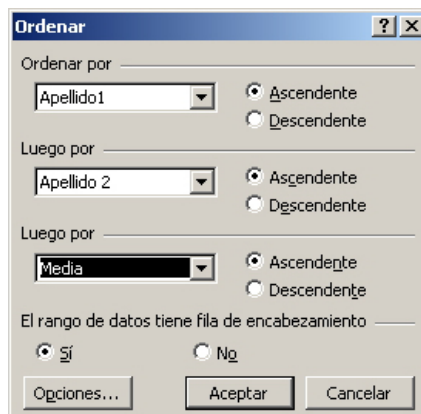 Ordenar
Ordenar por
Apellido1
Ascendente
Descendente
Luego por
Apellido 2
Ascendente
Descendente
Luego por
Media
Ascendente
Descendente
El rango de datos tiene fila de encabezamiento
Sí No
Opciones... Aceptar Cancelar